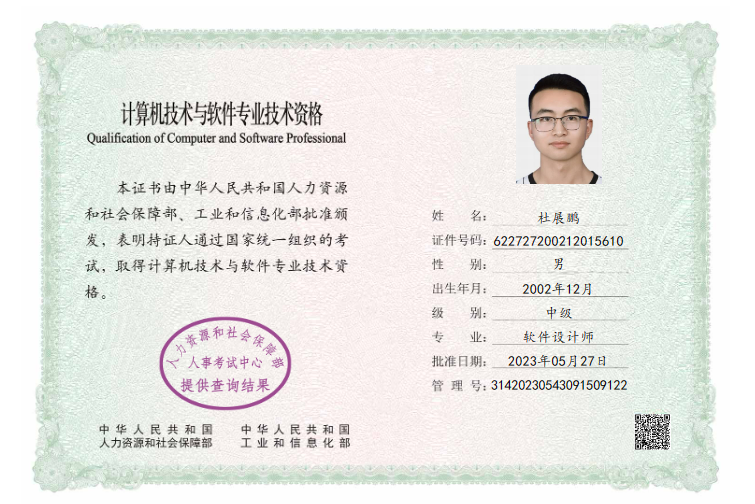 计算机技术与软件专业技术资格
Qualification of Computer and Software Professional
本证书由中华人民共和国人力资源
和社会保障部、工业和信息化部批准颁
发，表明持证人通过国家统一组织的考
试，取得计算机技术与软件专业技术资
格。
人力资源和社会保障部
人事考试中心
提供查询结果
中华人民共和国
人力资源和社会保障部
中华人民共和国
工业和信息化部
姓 名： 杜展鹏
证件号码：622727200212015610
性 别： 男
出生年月： 2002年12月
级 别： 中级
专 业： 软件设计师
批准日期： 2023年05月27日
管 理 号：31420230543091509122